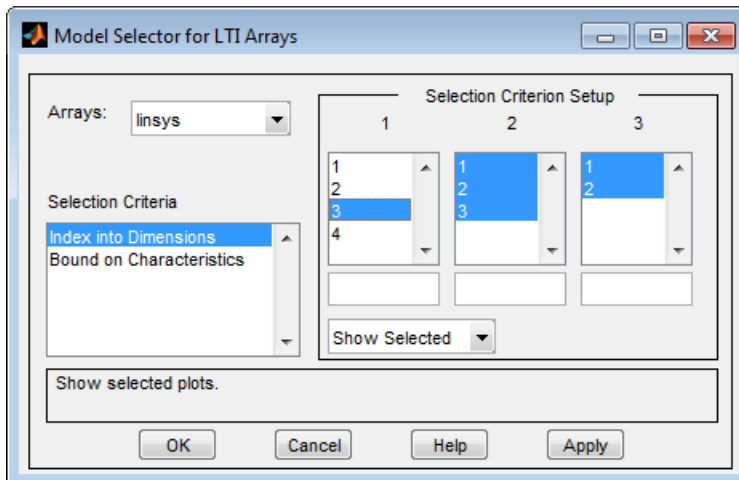 Model Selector for LTI Arrays
Arrays:
linsys
Selection Criteria
Index into Dimensions
Bound on Characteristics
Selection Criterion Setup
1 2 3
1
2
3
4
1
2
3
1
2
Show Selected
Show selected plots.
OK Cancel Help Apply